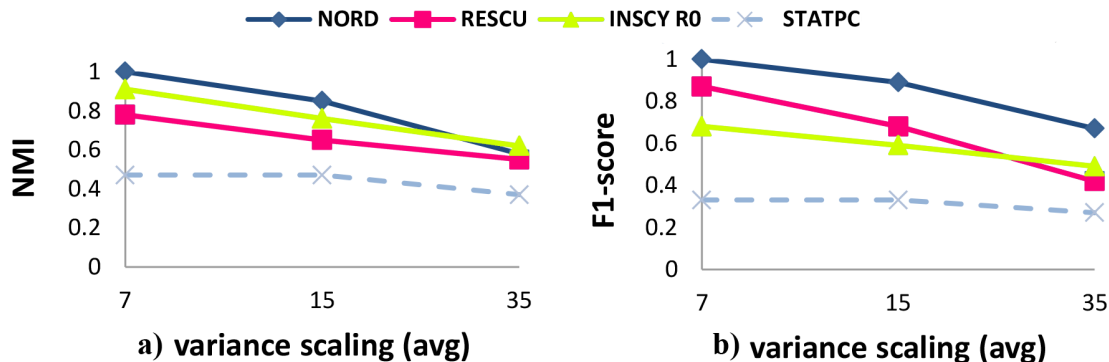 NORD RESCU INSCY R0 STATPC
NMI
1
0.8
0.6
0.4
0.2
0
7 15 35
a) variance scaling (avg)
F1-score
1
0.8
0.6
0.4
0.2
0
7 15 35
b) variance scaling (avg)